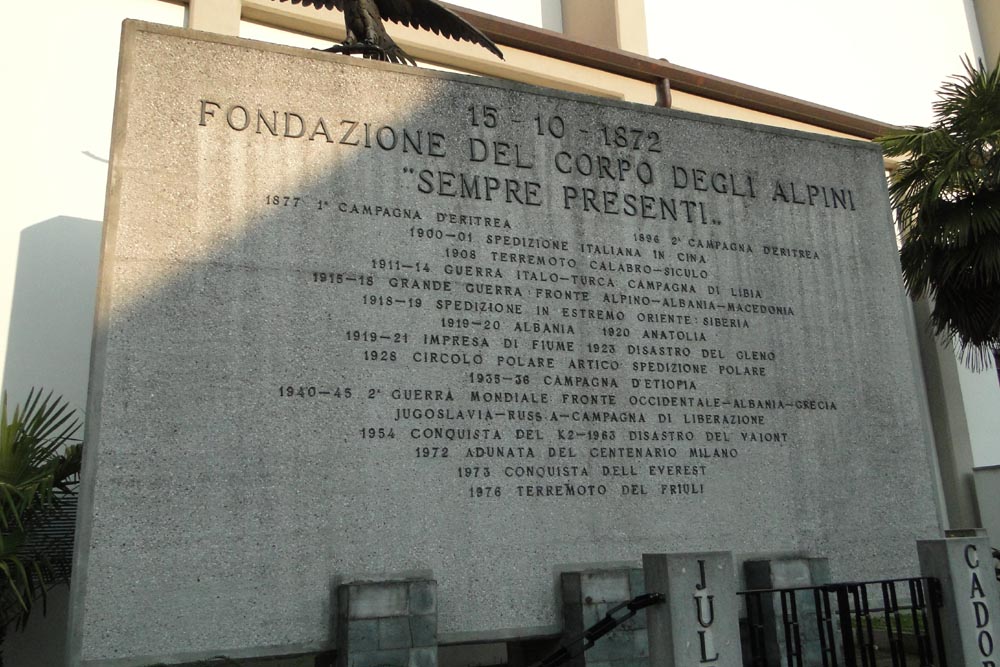 15-10-1872
FONDAZIONE DEL CORPO DEGLI ALPINI
"SEMPRE PRESENTI"
1877 1ª CAMPAGNA D'ERITREA 1896 2ª CAMPAGNA D'ERITREA
1900-01 SPEDIZIONE ITALIANA IN CINA
1908 TERREMOTO CALABRO-SICULO
1911-14 GUERRA ITALO-TURCA CAMPAGNA DI LIBIA
1915-18 GRANDE GUERRA: FRONTE ALPINO-ALBANIA-MACEDONIA
1918-19 SPEDIZIONE IN ESTREMO ORIENTE: SIBERIA
1919-20 ALBANIA 1920 ANATOLIA
1919-21 IMPRESA DI FIUME 1923 DISASTRO DEL GLENO
1928 CIRCOLO POLARE ARTICO SPEDIZIONE POLARE
1935-36 CAMPAGNA D'ETIOPIA
1940-45 2ª GUERRA MONDIALE FRONTE OCCIDENTALE-ALBANIA-GRECIA
JUGOSLAVIA-RUSS A-CAMPAGNA DI LIBERAZIONE
1954 CONQUISTA DEL K2-1963 DISASTRO DEL VAJONT
1972 ADUNATA DEL CENTENARIO MILANO
1973 CONQUISTA DELL'EVEREST
1976 TERREMOTO DEL FRIULI
JUL
CADO